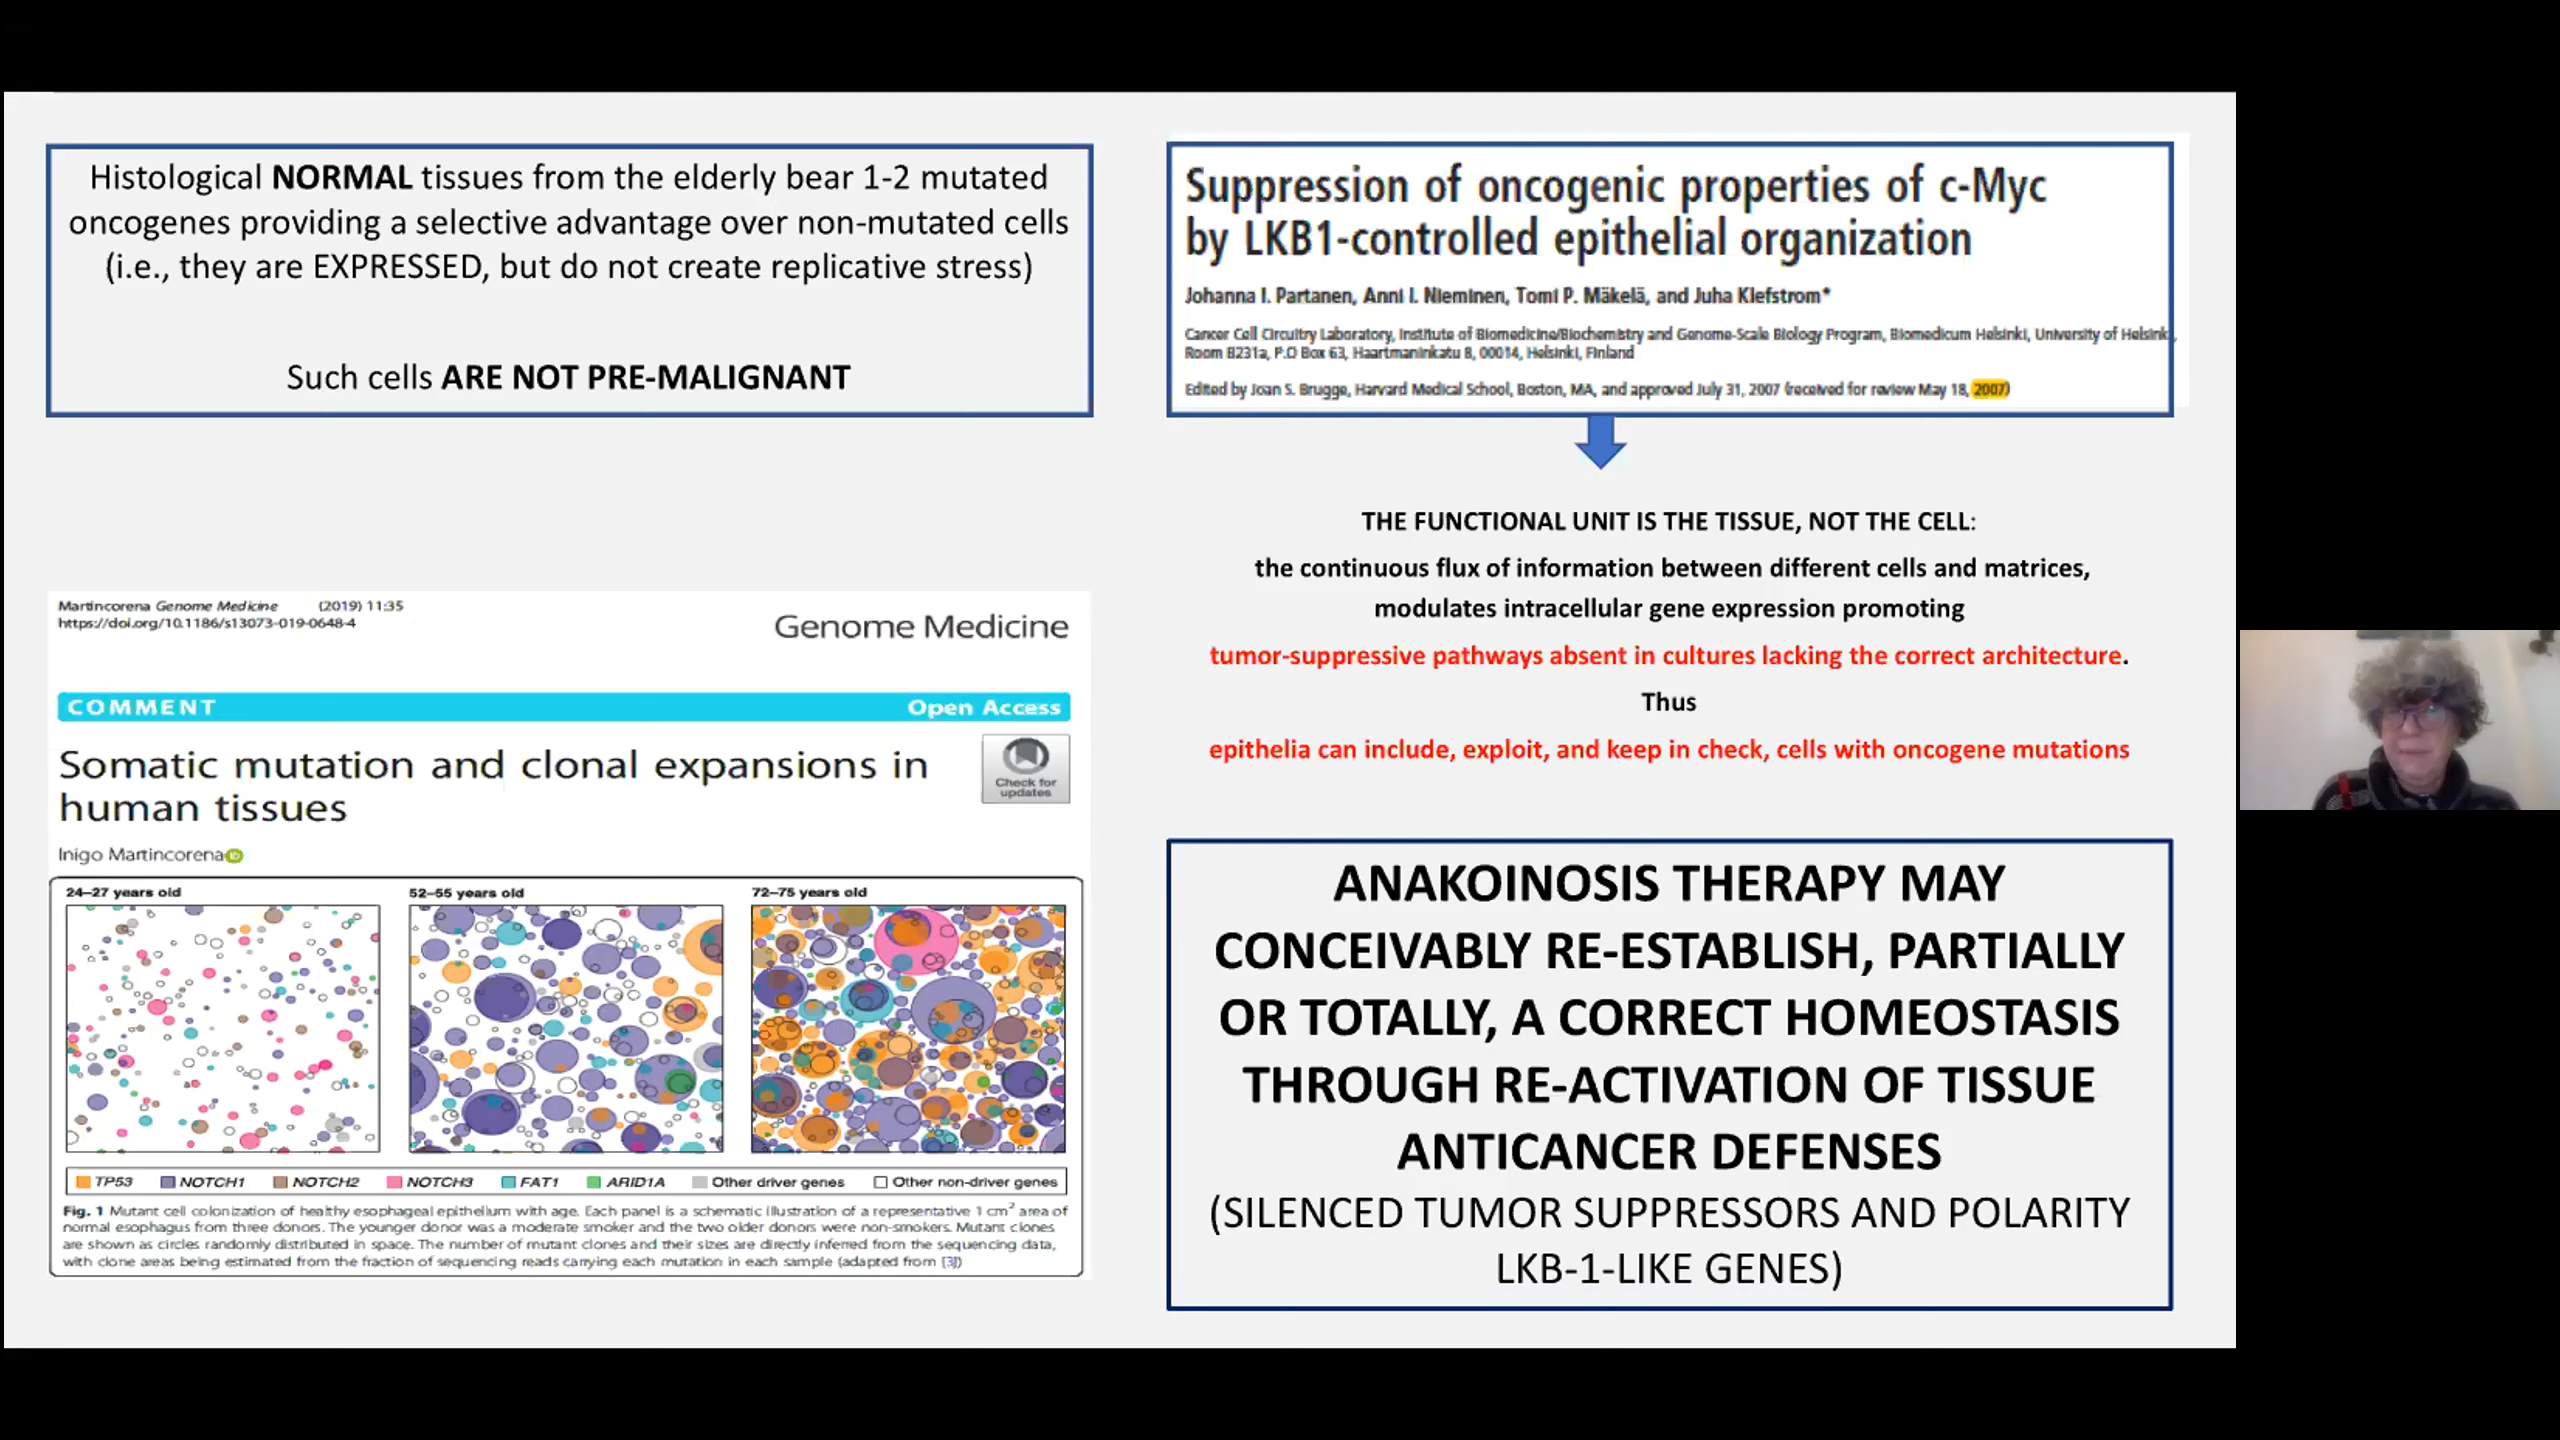 Histological NORMAL tissues from the elderly bear 1-2 mutated
oncogenes providing a selective advantage over non-mutated cells
(i.e., they are EXPRESSED, but do not create replicative stress)
Such cells ARE NOT PRE-MALIGNANT
Martincorena Genome Medicine (2019) 11:35
https://doi.org/10.1186/s13073-019-0648-4
Genome Medicine
COMMENT Open Access
Somatic mutation and clonal expansions in
human tissues
Check for
updates
Inigo Martincorena
24–27 years old 52–55 years old 72–75 years old
TP53 NOTCH1 NOTCH2 NOTCH3 FAT1 ARID1A Other driver genes Other non-driver genes
Fig. 1 Mutant cell colonization of healthy esophageal epithelium with age. Each panel is a schematic illustration of a representative 1 cm² area of
normal esophagus from three donors. The younger donor was a moderate smoker and the two older donors were non-smokers. Mutant clones
are shown as circles randomly distributed in space. The number of mutant clones and their sizes are directly inferred from the sequencing data,
with clone areas being estimated from the fraction of sequencing reads carrying each mutation in each sample (adapted from [3])
Suppression of oncogenic properties of c-Myc
by LKB1-controlled epithelial organization
Johanna I. Partanen, Anni I. Nieminen, Tomi P. Mäkelä, and Juha Klefstrom*
Cancer Cell Circuitry Laboratory, Institute of Biomedicine/Biochemistry and Genome-Scale Biology Program, Biomedicum Helsinki, University of Helsinki,
Room B231a, P.O Box 63, Haartmaninkatu 8, 00014, Helsinki, Finland
Edited by Joan S. Brugge, Harvard Medical School, Boston, MA, and approved July 31, 2007 (received for review May 18, 2007)
THE FUNCTIONAL UNIT IS THE TISSUE, NOT THE CELL:
the continuous flux of information between different cells and matrices,
modulates intracellular gene expression promoting
tumor-suppressive pathways absent in cultures lacking the correct architecture.
Thus
epithelia can include, exploit, and keep in check, cells with oncogene mutations
ANAKOINOSIS THERAPY MAY
CONCEIVABLY RE-ESTABLISH, PARTIALLY
OR TOTALLY, A CORRECT HOMEOSTASIS
THROUGH RE-ACTIVATION OF TISSUE
ANTICANCER DEFENSES
(SILENCED TUMOR SUPPRESSORS AND POLARITY
LKB-1-LIKE GENES)